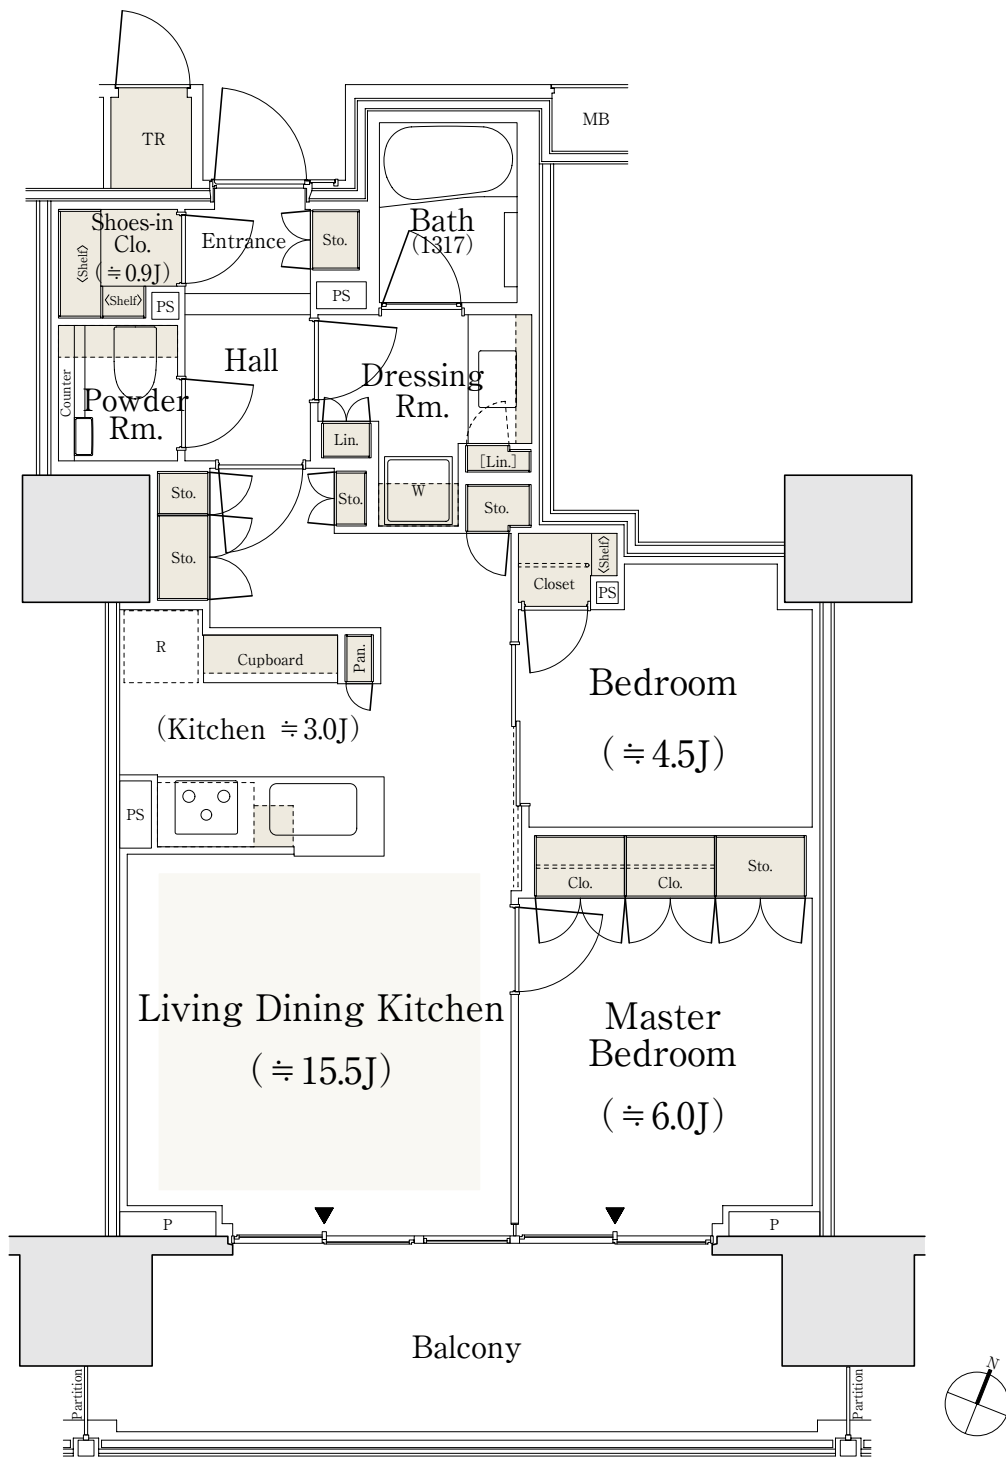 MB
TR
Shoes-in
Clo.
(≒0.9J)
〈Shelf〉
〈Shelf〉
PS
Entrance
Sto.
Bath
(1317)
PS
Hall
Dressing
Rm.
Counter
Powder
Rm.
Lin.
[Lin.]
W
Sto.
Sto.
Sto.
Sto.
Closet
〈Shelf〉
PS
R
Cupboard
Pan.
Bedroom
(≒4.5J)
(Kitchen ≒3.0J)
PS
Clo.
Clo.
Sto.
Living Dining Kitchen
(≒15.5J)
Master
Bedroom
(≒6.0J)
P
P
Balcony
Partition
Partition
N